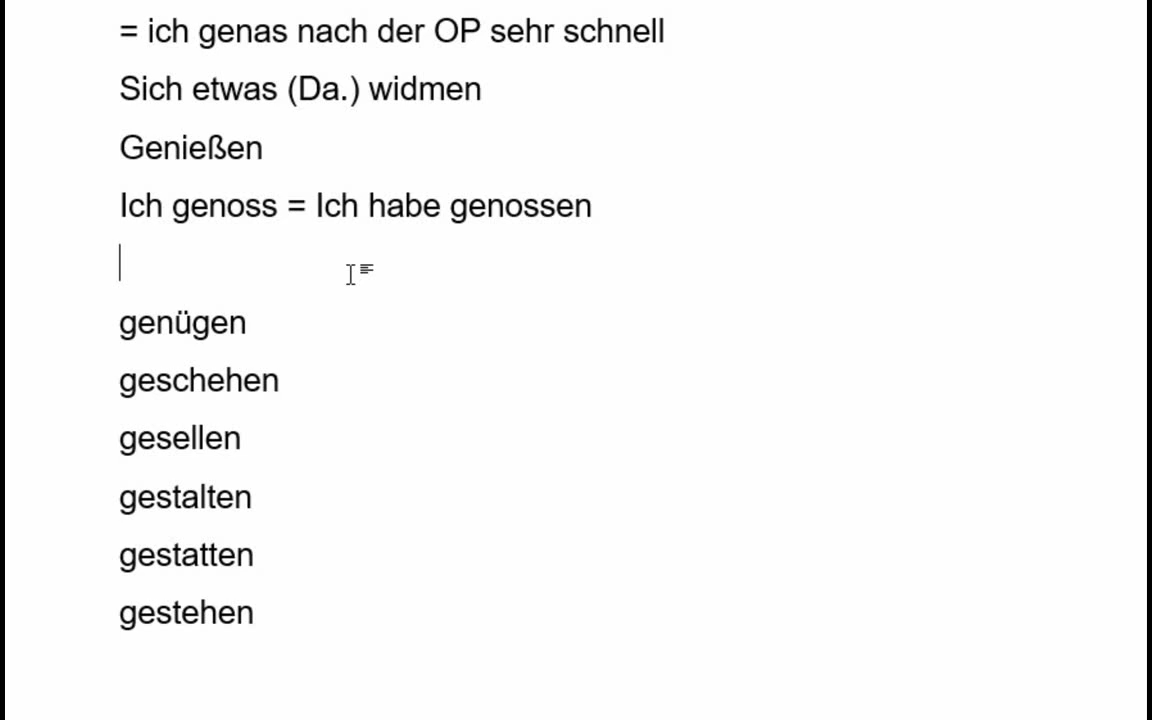 = ich genas nach der OP sehr schnell
Sich etwas (Da.) widmen
Genießen
Ich genoss = Ich habe genossen
genügen
geschehen
gesellen
gestalten
gestatten
gestehen